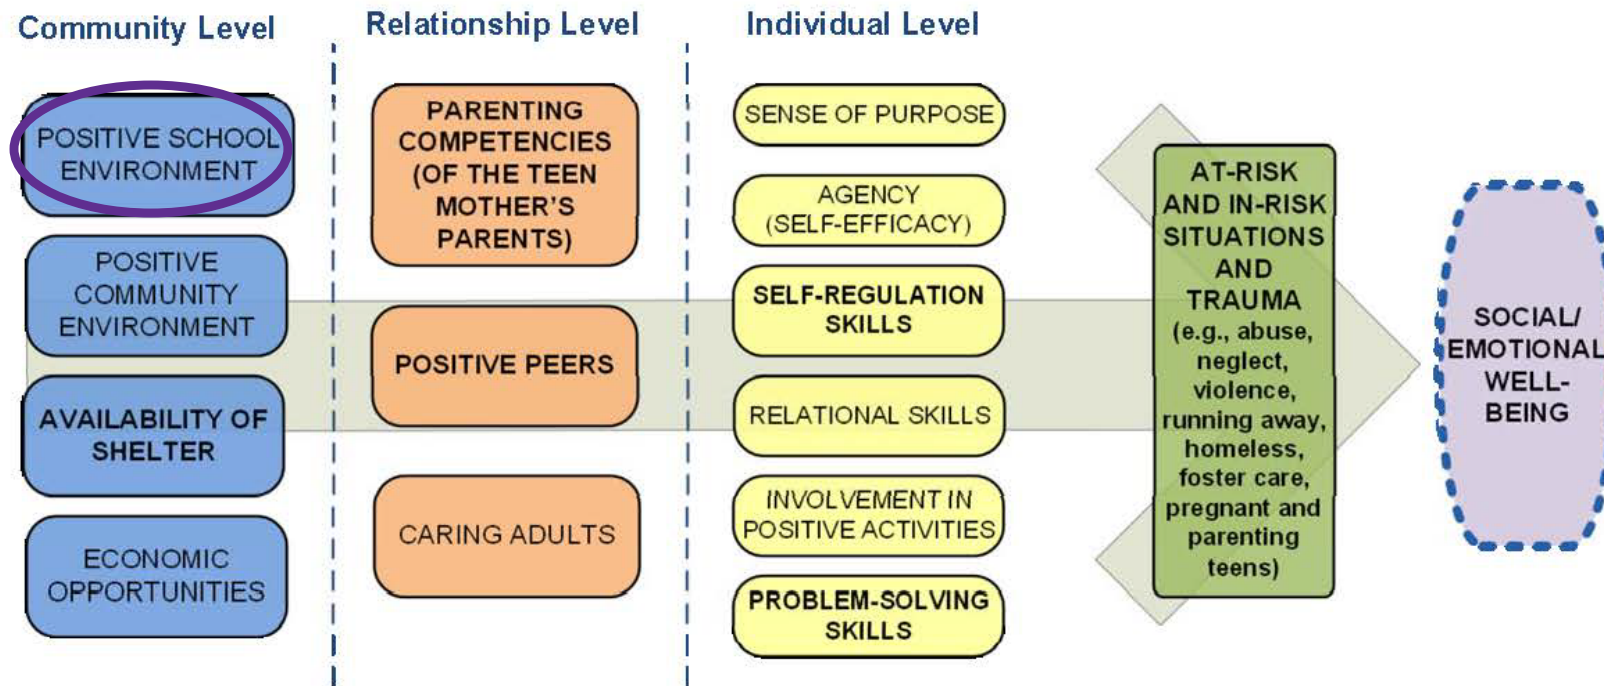 Community Level
Relationship Level
Individual Level
POSITIVE SCHOOL
ENVIRONMENT
POSITIVE
COMMUNITY
ENVIRONMENT
AVAILABILITY OF
SHELTER
ECONOMIC
OPPORTUNITIES
PARENTING
COMPETENCIES
(OF THE TEEN
MOTHER'S
PARENTS)
POSITIVE PEERS
CARING ADULTS
SENSE OF PURPOSE
AGENCY
(SELF-EFFICACY)
SELF-REGULATION
SKILLS
RELATIONAL SKILLS
INVOLVEMENT IN
POSITIVE ACTIVITIES
PROBLEM-SOLVING
SKILLS
AT-RISK
AND IN-RISK
SITUATIONS
AND
TRAUMA
(e.g., abuse,
neglect,
violence,
running away,
homeless,
foster care,
pregnant and
parenting
teens)
SOCIAL/
EMOTIONAL
WELL-
BEING